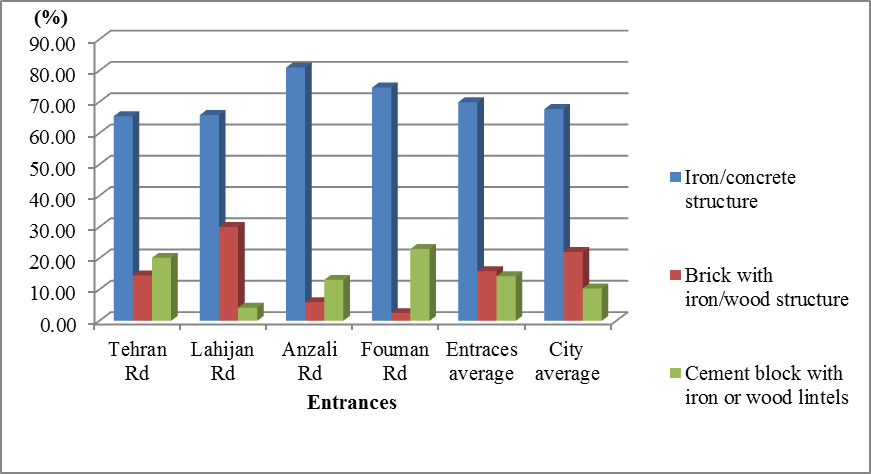 (%)
90.00
80.00
70.00
60.00
50.00
40.00
30.00
20.00
10.00
0.00
Tehran
Rd
Lahijan
Rd
Anzali
Rd
Fouman
Rd
Entraces
average
City
average
Entrances
Iron/concrete
structure
Brick with
iron/wood structure
Cement block with
iron or wood lintels